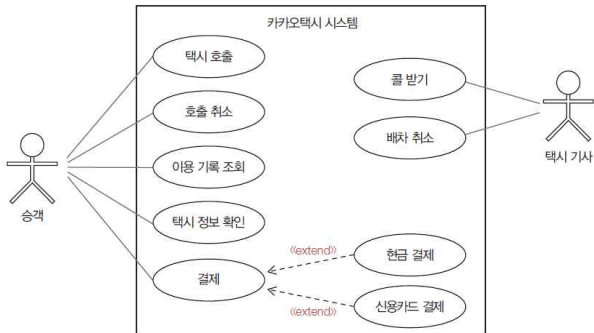 카카오택시 시스템
택시 호출
호출 취소
이용 기록 조회
택시 정보 확인
결제
승객
콜 받기
배차 취소
택시 기사
《extend》
현금 결제
《extend》
신용카드 결제